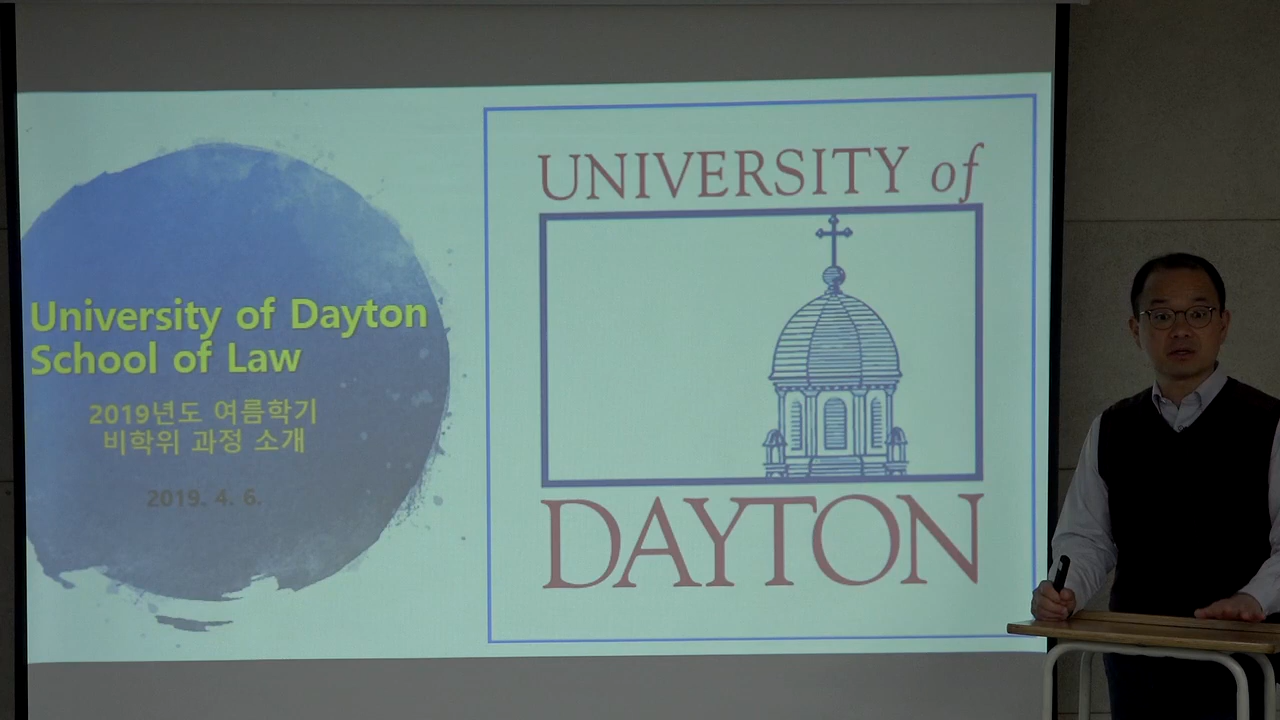 University of Dayton
School of Law
2019년도 여름학기
비학위 과정 소개
2019. 4. 6.
UNIVERSITY of
DAYTON